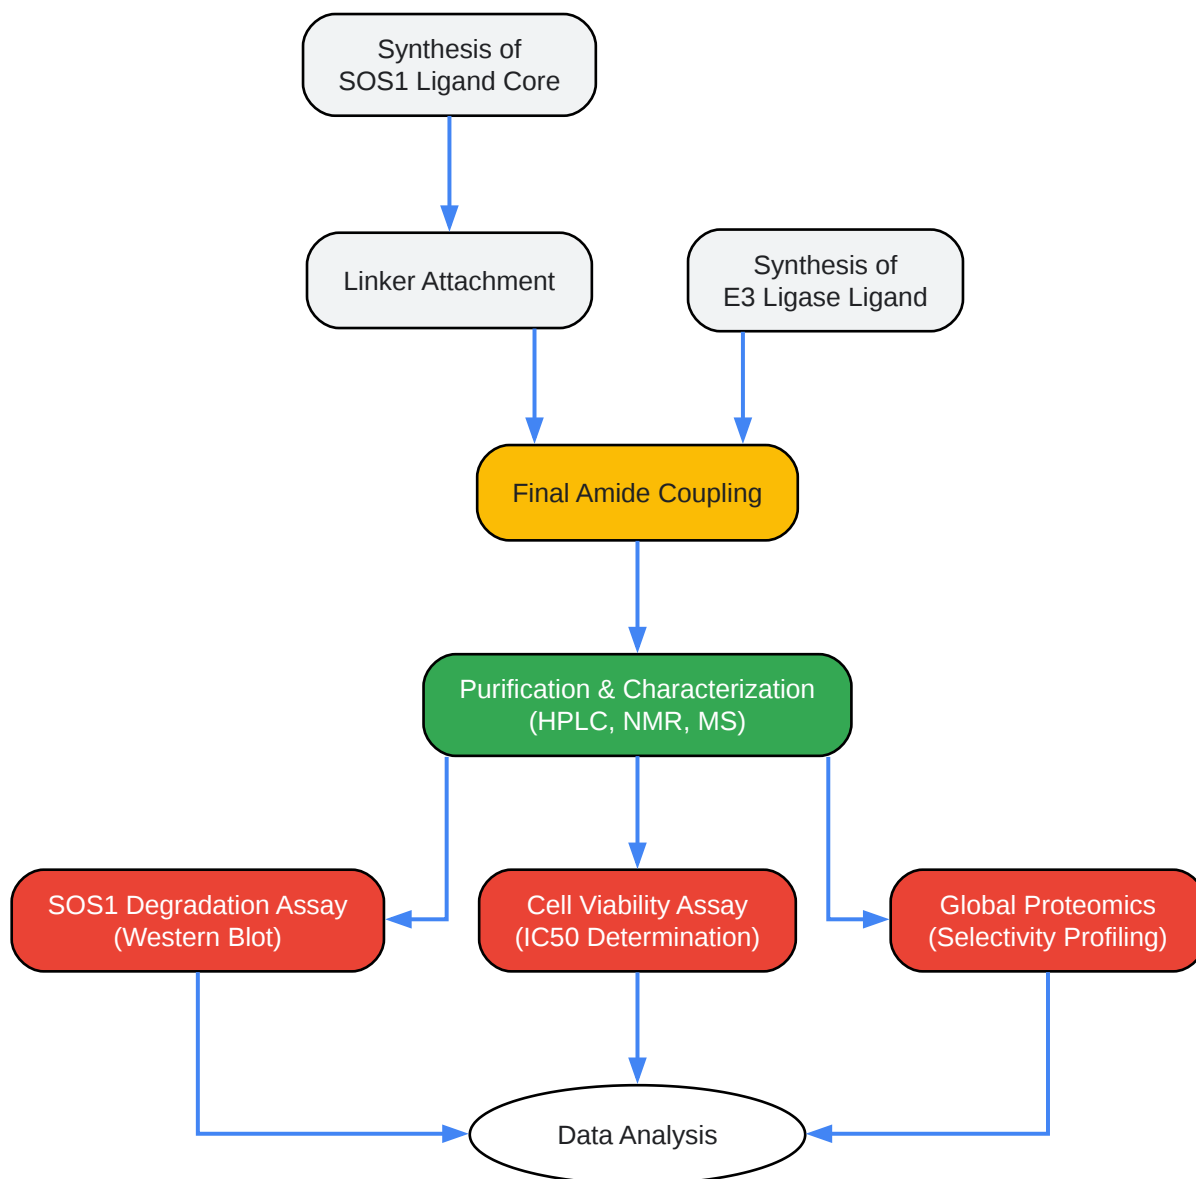 Synthesis of
SOS1 Ligand Core
Linker Attachment
Synthesis of
E3 Ligase Ligand
Final Amide Coupling
Purification & Characterization
(HPLC, NMR, MS)
SOS1 Degradation Assay
(Western Blot)
Cell Viability Assay
(IC50 Determination)
Global Proteomics
(Selectivity Profiling)
Data Analysis